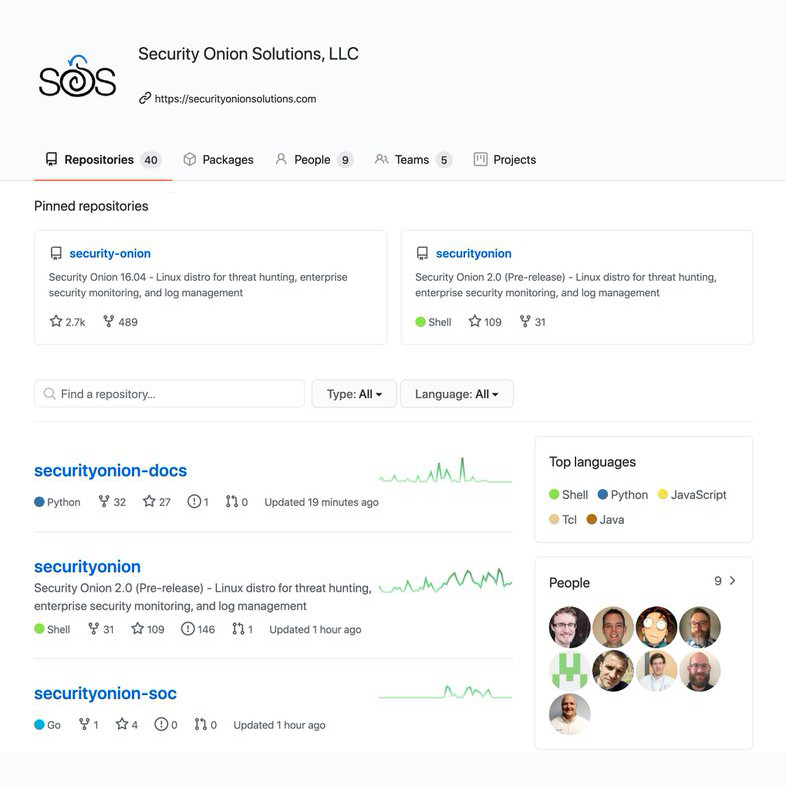 Security Onion Solutions, LLC
SOS
https://securityonionsolutions.com
Repositories 40 Packages People 9 Teams 5 Projects
Pinned repositories
security-onion
Security Onion 16.04 - Linux distro for threat hunting, enterprise
security monitoring, and log management
2.7k 489
securityonion
Security Onion 2.0 (Pre-release) - Linux distro for threat hunting,
enterprise security monitoring, and log management
Shell 109 31
Find a repository...
Type: All Language: All
securityonion-docs
Python 32 27 1 0 Updated 19 minutes ago
securityonion
Security Onion 2.0 (Pre-release) - Linux distro for threat hunting,
enterprise security monitoring, and log management
Shell 31 109 146 1 Updated 1 hour ago
securityonion-soc
Go 1 4 0 0 Updated 1 hour ago
Top languages
Shell Python JavaScript
Tcl Java
People 9